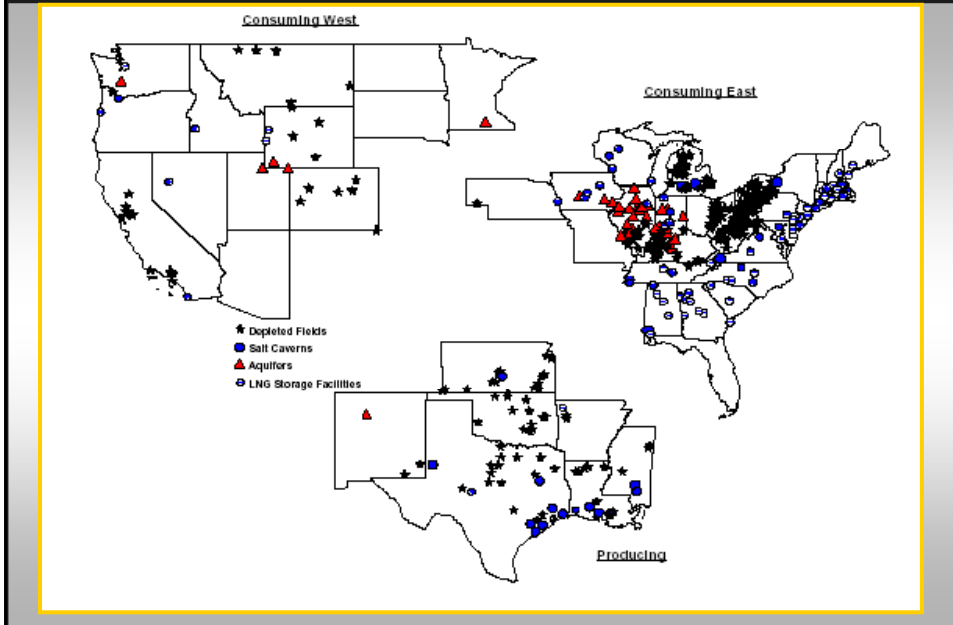 Consuming West
Consuming East
Depleted Fields
Salt Caverns
Aquifers
LNG Storage Facilities
Producing